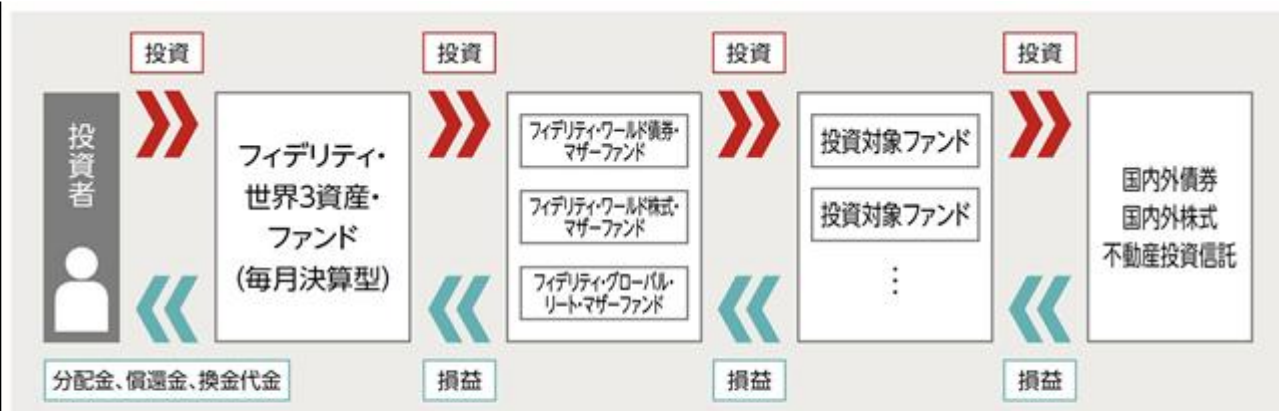 投資
投資
投資
投資
投資者
フィデリティ・
世界3資産・
ファンド
(毎月決算型)
フィデリティ・ワールド債券・
マザーファンド
フィデリティ・ワールド株式・
マザーファンド
フィデリティ・グローバル・
リート・マザーファンド
投資対象ファンド
投資対象ファンド
⋮
国内外債券
国内外株式
不動産投資信託
分配金、償還金、換金代金
損益
損益
損益